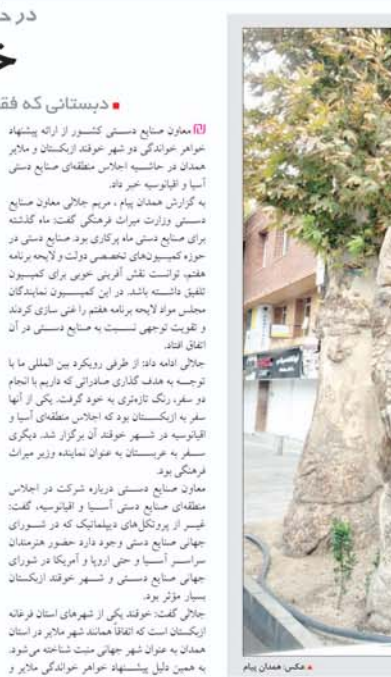 در حا
خ
دبستانی که فقد
معاون صنایع دستی کشور از ارائه پیشنهاد
خواهر خواندگی دو شهر خوقند ازبکستان و ملایر
همدان در حاشیه اجلاس منطقه‌ای صنایع دستی
آسیا و اقیانوسیه خبر داد.
به گزارش همدان پیام ، مریم جلالی معاون صنایع
دستی وزارت میراث فرهنگی گفت: ماه گذشته
برای صنایع دستی ماه پرکاری بود. صنایع دستی در
حوزه کمیسیون‌های تخصصی دولت و لایحه برنامه
هفتم، توانست نقش آفرینی خوبی برای کمیسیون
تلفیق داشته باشد. در این کمیسیون نمایندگان
مجلس مواد لایحه برنامه هفتم را غنی سازی کردند
و تقویت توجهی نسبت به صنایع دستی در آن
اتفاق افتاد.
جلالی ادامه داد: از طرفی رویکرد بین المللی ما با
توجه به هدف گذاری صادراتی که داریم با انجام
دو سفر، رنگ تازه‌تری به خود گرفت. یکی از آنها
سفر به ازبکستان بود که اجلاس منطقه‌ای آسیا و
اقیانوسیه در شهر خوقند آن برگزار شد. دیگری
سفر به عربستان به عنوان نماینده وزیر میراث
فرهنگی بود.
معاون صنایع دستی درباره شرکت در اجلاس
منطقه‌ای صنایع دستی آسیا و اقیانوسیه، گفت:
غیر از پروتکل‌های دیپلماتیک که در شورای
جهانی صنایع دستی وجود دارد حضور هنرمندان
سراسر آسیا و حتی اروپا و آمریکا در شورای
جهانی صنایع دستی و شهر خوقند ازبکستان
بسیار مؤثر بود.
جلالی گفت: خوقند یکی از شهرهای استان فرغانه
ازبکستان است که اتفاقاً همانند شهر ملایر در استان
همدان به عنوان شهر جهانی منبت شناخته می‌شود.
به همین دلیل پیشنهاد خواهر خواندگی ملایر و
عکس: همدان پیام